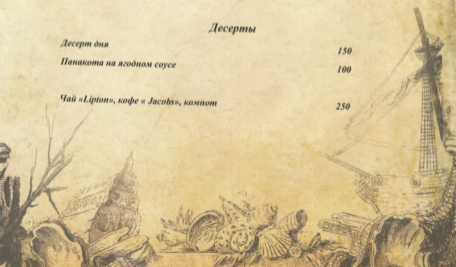 Десерты
Десерт дня 150
Панакота на ягодном соусе 100
Чай «Lipton», кофе « Jacobs», компот 250